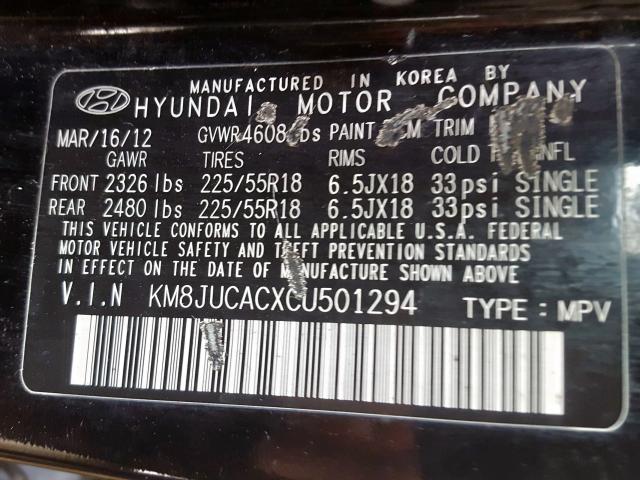 MANUFACTURED IN KOREA BY
HYUNDAI MOTOR COMPANY
MAR/16/12 GVWR4608 lbs PAINT TRIM
GAWR TIRES RIMS COLD
FRONT 2326 lbs 225/55R18 6.5JX18 33psi SINGLE
REAR 2480 lbs 225/55R18 6.5JX18 33psi SINGLE
THIS VEHICLE CONFORMS TO ALL APPLICABLE U.S.A. FEDERAL
MOTOR VEHICLE SAFETY AND THEFT PREVENTION STANDARDS
IN EFFECT ON THE DATE OF MANUFACTURE SHOWN ABOVE.
V.I.N KM8JUCACXCU501294 TYPE : MPV